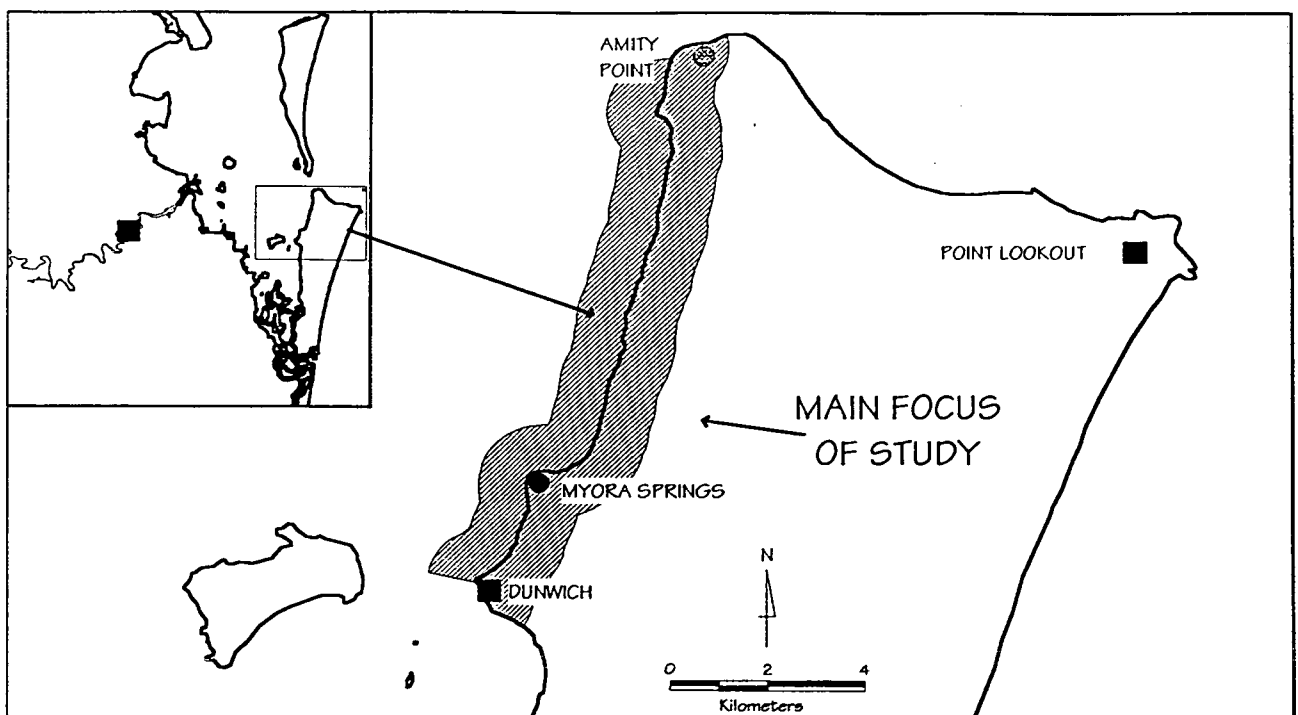 AMITY
POINT
POINT LOOKOUT
MAIN FOCUS
OF STUDY
MYORA SPRINGS
DUNWICH
N
0 2 4
Kilometers